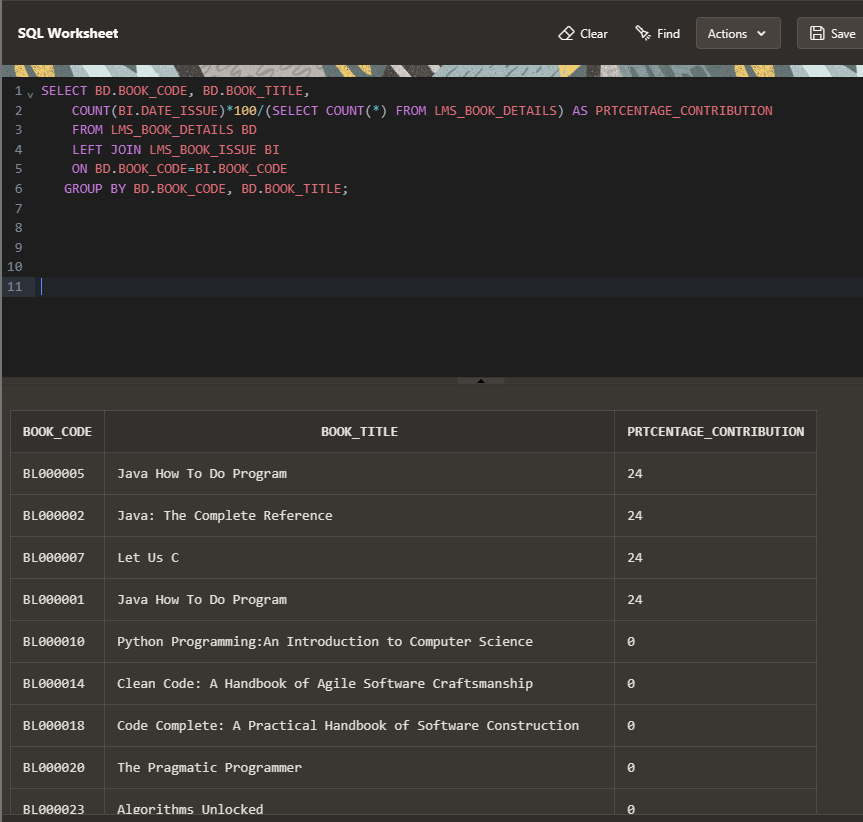 SQL Worksheet Clear Find Actions Save
1 SELECT BD.BOOK_CODE, BD.BOOK_TITLE,
2 COUNT(BI.DATE_ISSUE)*100/(SELECT COUNT(*) FROM LMS_BOOK_DETAILS) AS PRTCENTAGE_CONTRIBUTION
3 FROM LMS_BOOK_DETAILS BD
4 LEFT JOIN LMS_BOOK_ISSUE BI
5 ON BD.BOOK_CODE=BI.BOOK_CODE
6 GROUP BY BD.BOOK_CODE, BD.BOOK_TITLE;
7
8
9
10
11
BOOK_CODE BOOK_TITLE PRTCENTAGE_CONTRIBUTION
BL000005 Java How To Do Program 24
BL000002 Java: The Complete Reference 24
BL000007 Let Us C 24
BL000001 Java How To Do Program 24
BL000010 Python Programming:An Introduction to Computer Science 0
BL000014 Clean Code: A Handbook of Agile Software Craftsmanship 0
BL000018 Code Complete: A Practical Handbook of Software Construction 0
BL000020 The Pragmatic Programmer 0
BL000023 Algorithms Unlocked 0